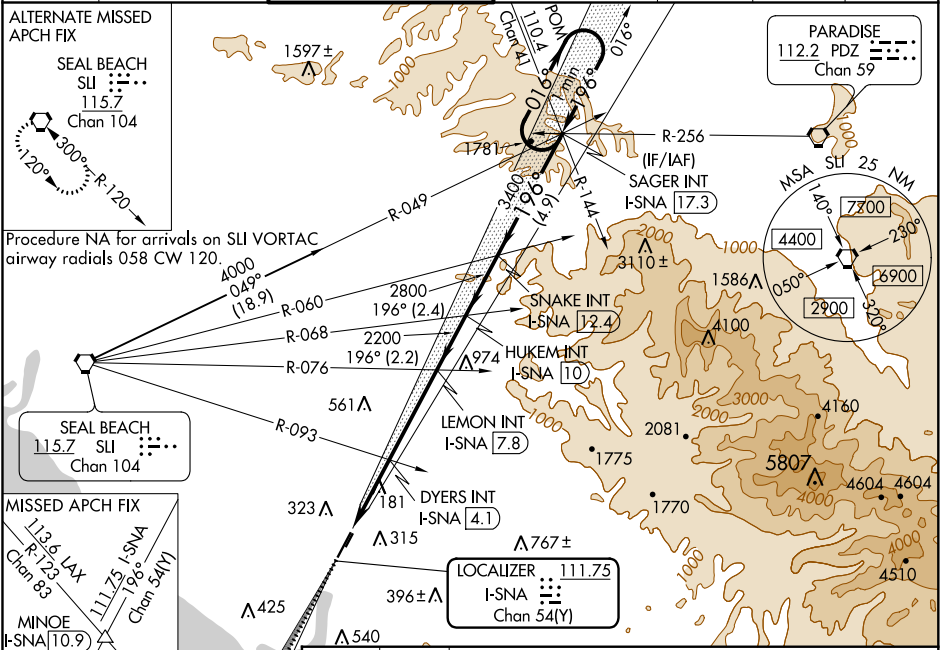 ALTERNATE MISSED
APCH FIX
SEAL BEACH
SLI
115.7
Chan 104
120°
300°
R-120
Procedure NA for arrivals on SLI VORTAC
airway radials 058 CW 120.
1597 ±
POM
110.4
Chan 41
016°
016°
1 min
196°
PARADISE
112.2 PDZ
Chan 59
R-256
1781
(IF/IAF)
SAGER INT
I-SNA 17.3
R-144
MSA SLI 25 NM
140°
7700
230°
4400
050°
6900
2900
320°
1000
1000
2000
1000
3110 ±
1586
4100
R-049
4000
049°
(18.9)
3400
196°
(4.9)
R-060
2800
196° (2.4)
R-068
2200
196° (2.2)
R-076
R-093
SNAKE INT
I-SNA 12.4
HUKEM INT
I-SNA 10
974
LEMON INT
I-SNA 7.8
561
SEAL BEACH
115.7 SLI
Chan 104
1000
2000
3000
4160
2081
1775
5807
4000
4604
4604
1770
4000
4510
1000
DYERS INT
I-SNA 4.1
181
323
315
767 ±
LOCALIZER 111.75
I-SNA
Chan 54(Y)
396 ±
425
540
MISSED APCH FIX
113.6 LAX
R-123
Chan 83
111.75 I-SNA
196°
Chan 54(Y)
MINOE
I-SNA 10.9